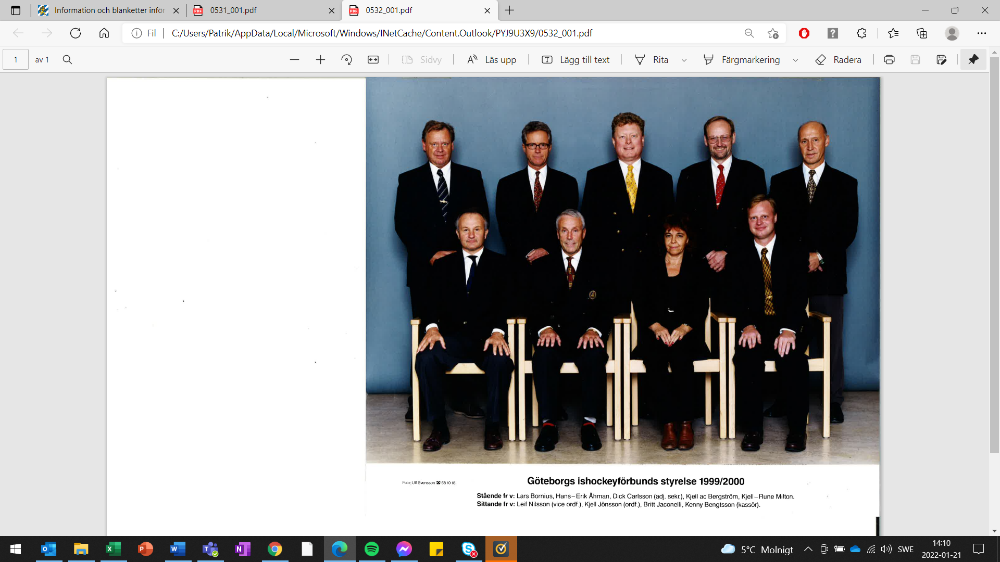 Information och blanketter inför
0531_001.pdf
0532_001.pdf
Fil
C:/Users/Patrik/AppData/Local/Microsoft/Windows/INetCache/Content.Outlook/PYJ9U3X9/0532_001.pdf
1 av 1
Sidvy
Läs upp
Lägg till text
Rita
Färgmarkering
Radera
Göteborgs ishockeyförbunds styrelse 1999/2000
Foto: Ulf Svensson ☎ 68 10 18
Stående fr v: Lars Bornius, Hans–Erik Åhman, Dick Carlsson (adj. sekr.), Kjell ac Bergström, Kjell–Rune Milton.
Sittande fr v: Leif Nilsson (vice ordf.), Kjell Jönsson (ordf.), Britt Jaconelli, Kenny Bengtsson (kassör).
5°C Molnigt
SWE
14:10
2022-01-21